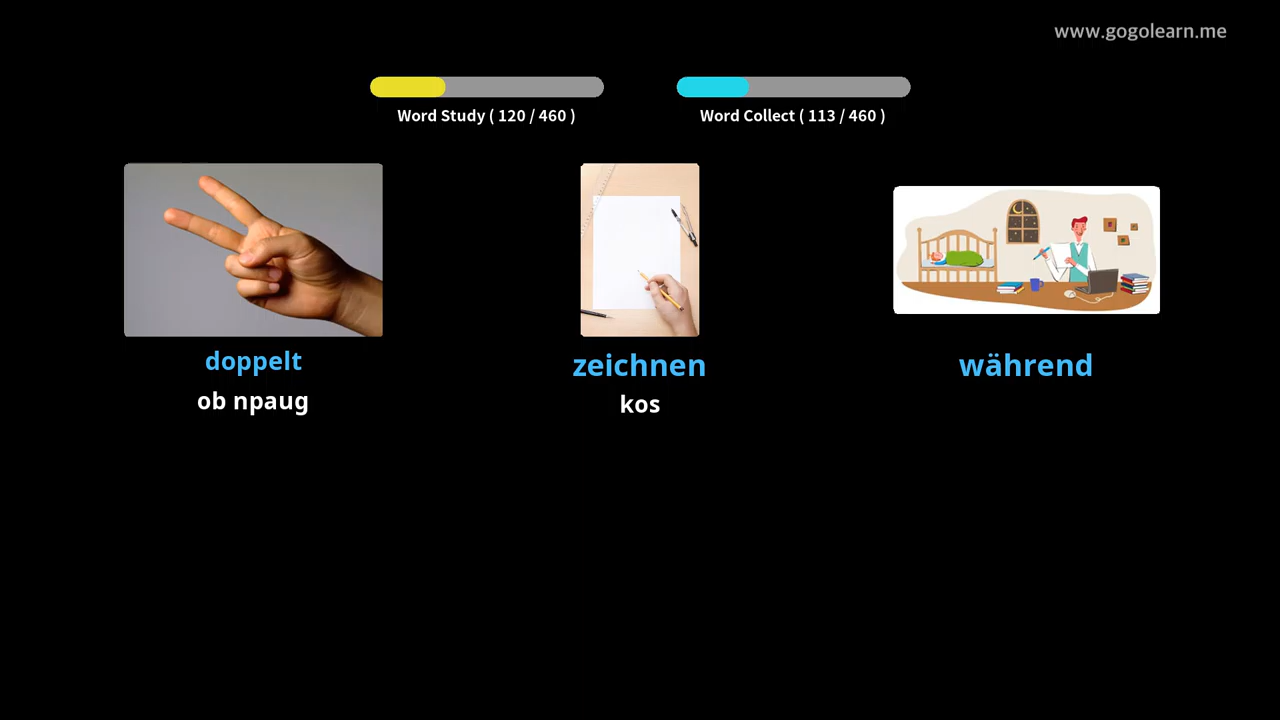 www.gogolearn.me
Word Study ( 120 / 460 )
Word Collect ( 113 / 460 )
doppelt
ob npaug
zeichnen
kos
während